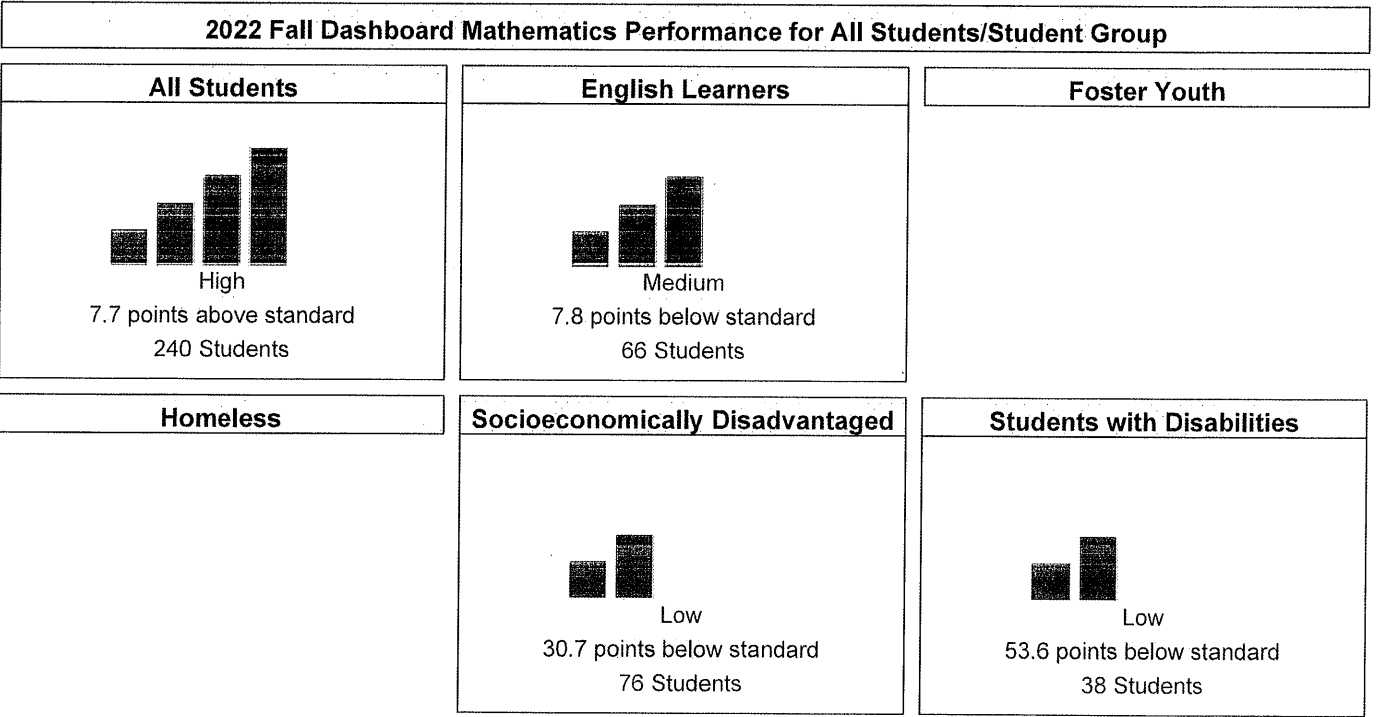 2022 Fall Dashboard Mathematics Performance for All Students/Student Group
All Students
High
7.7 points above standard
240 Students
English Learners
Medium
7.8 points below standard
66 Students
Foster Youth
Homeless
Socioeconomically Disadvantaged
Low
30.7 points below standard
76 Students
Students with Disabilities
Low
53.6 points below standard
38 Students